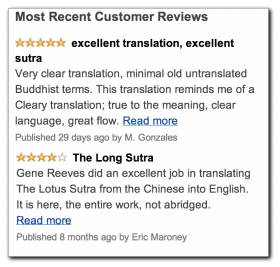 Most Recent Customer Reviews
excellent translation, excellent
sutra
Very clear translation, minimal old untranslated
Buddhist terms. This translation reminds me of a
Cleary translation; true to the meaning, clear
language, great flow. Read more
Published 29 days ago by M. Gonzales
The Long Sutra
Gene Reeves did an excellent job in translating
The Lotus Sutra from the Chinese into English.
It is here, the entire work, not abridged.
Read more
Published 8 months ago by Eric Maroney